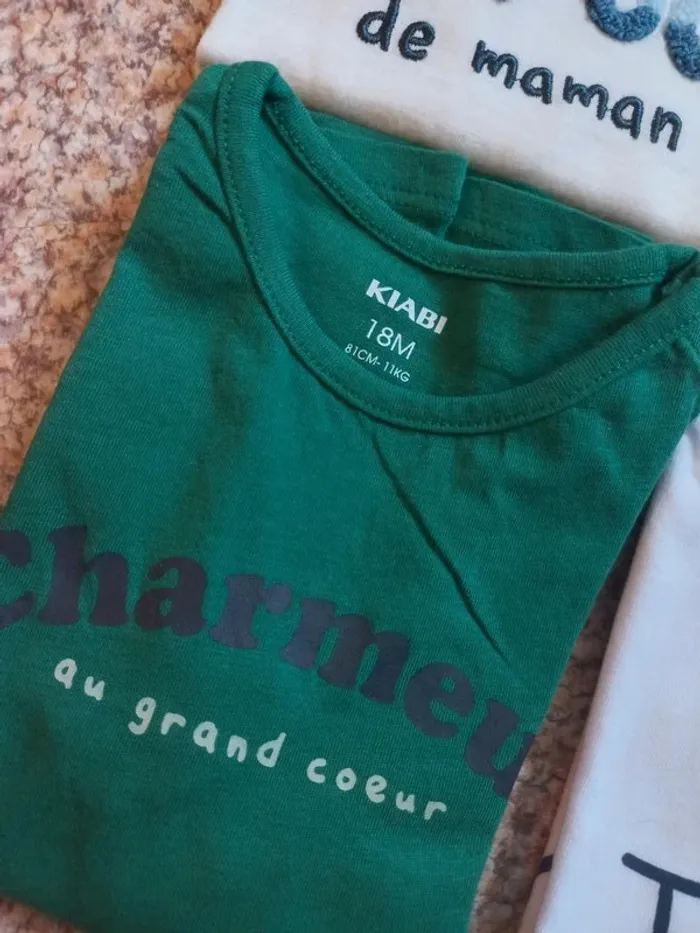 de maman
KIABI
18M
81CM-11KG
charmeu
au grand coeur